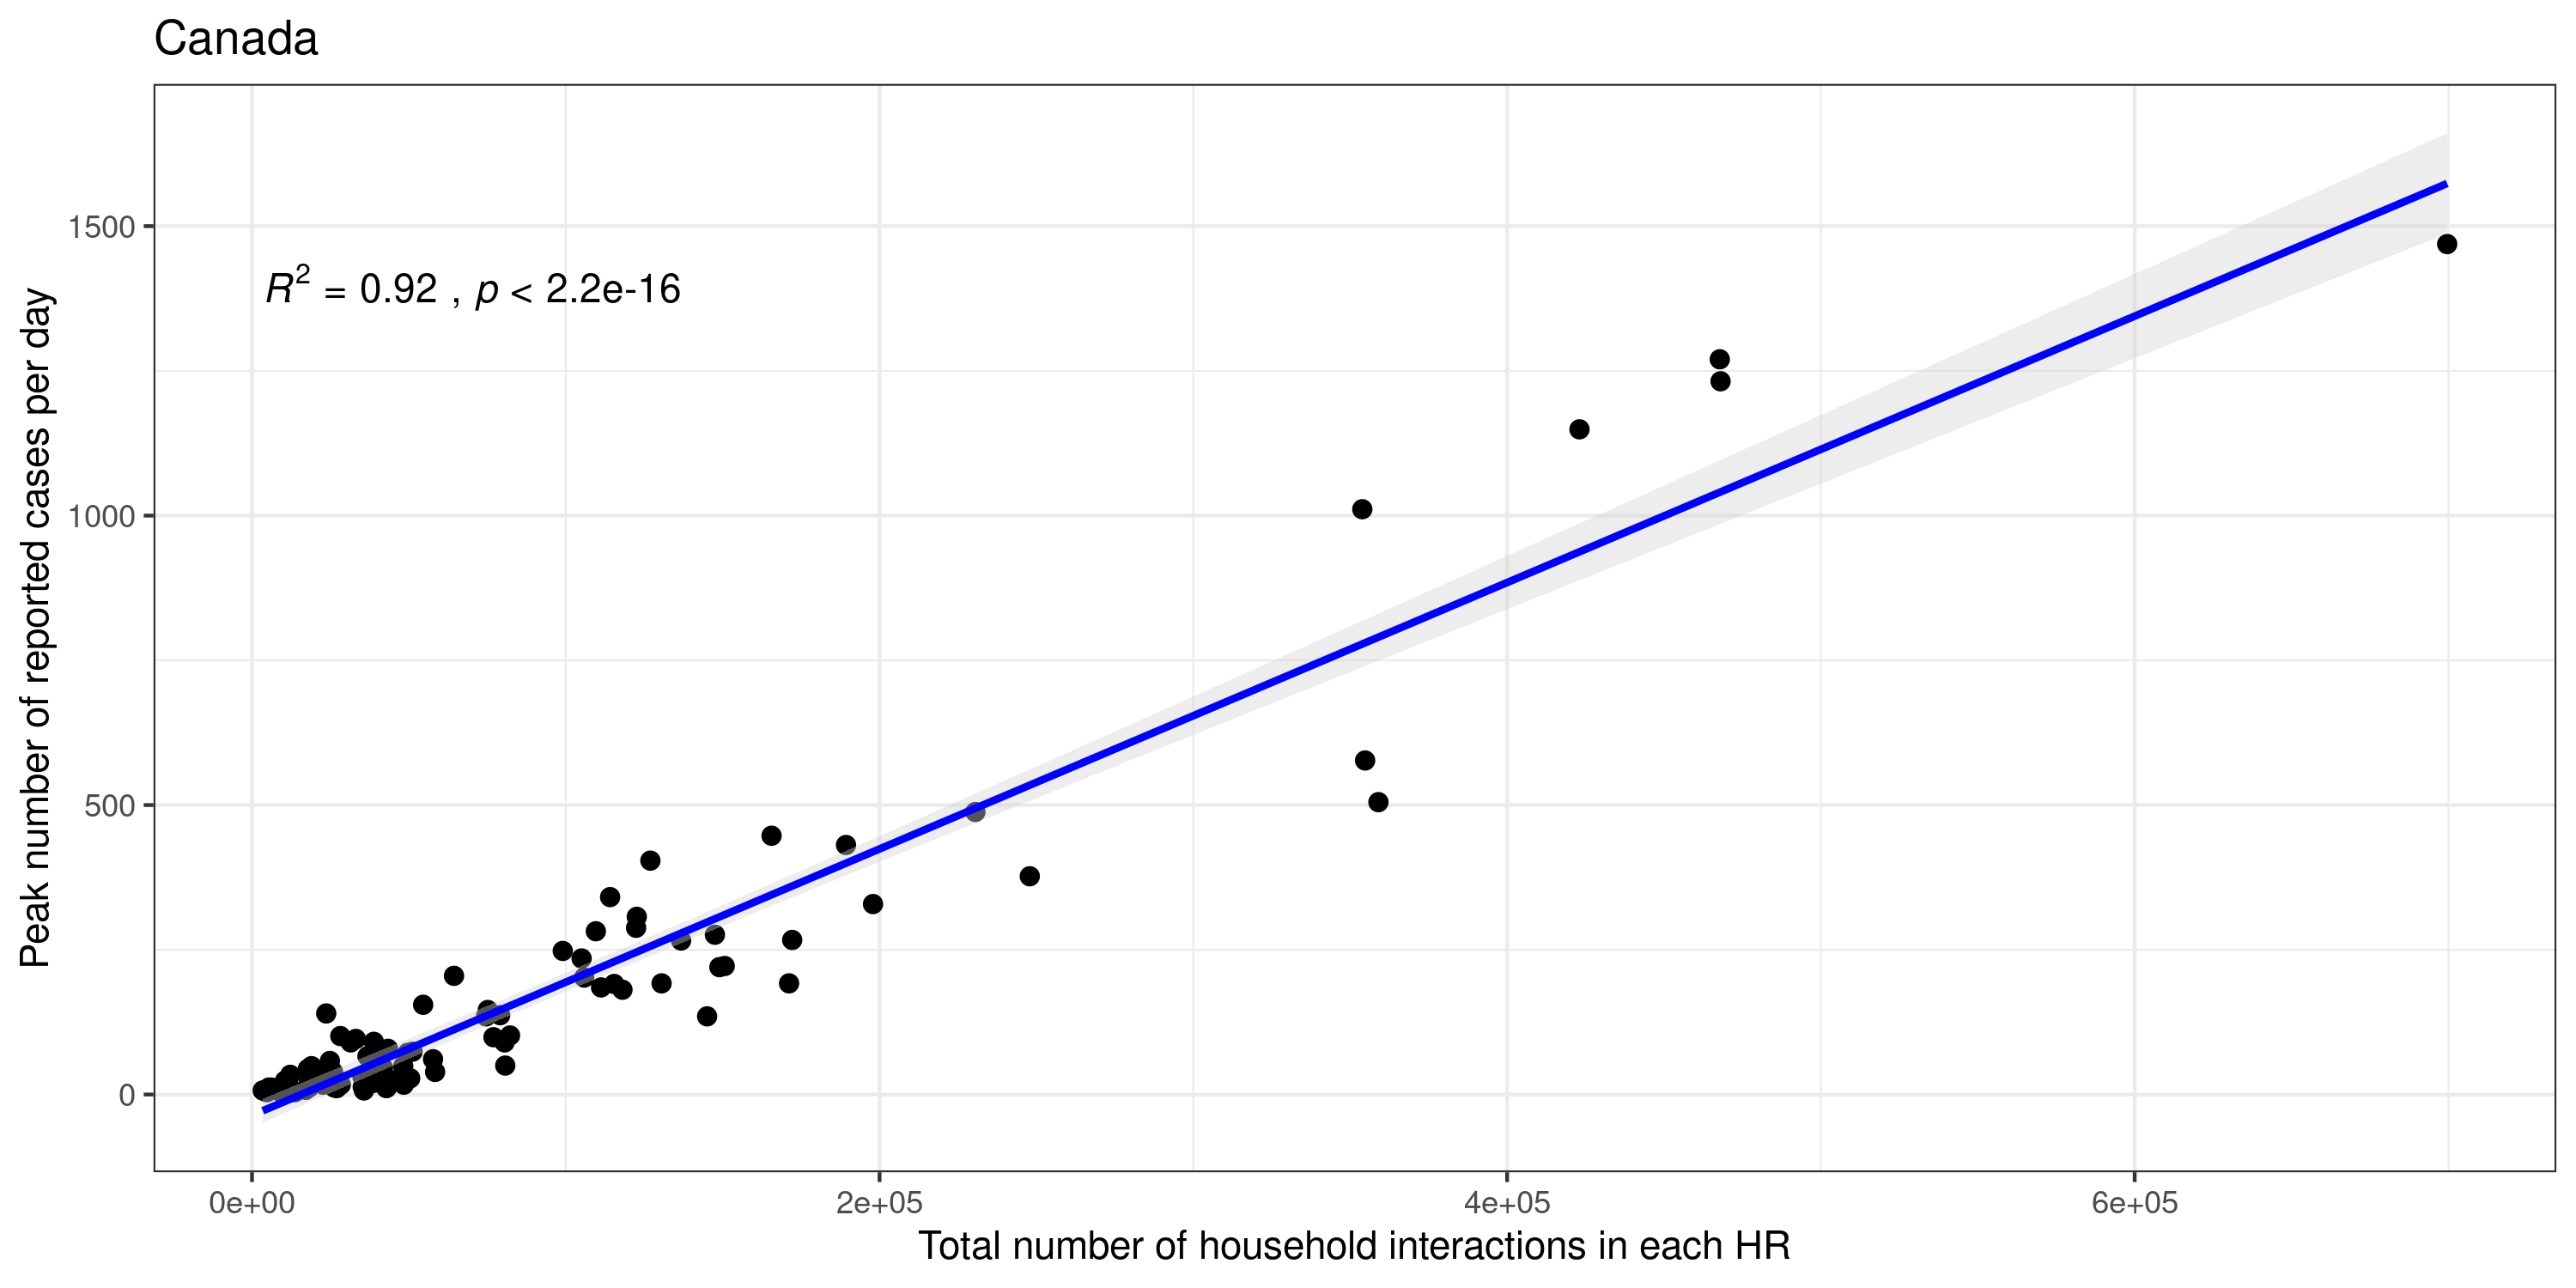 Canada
1500
1000
500
0
R² = 0.92 , p < 2.2e-16
Peak number of reported cases per day
0e+00 2e+05 4e+05 6e+05
Total number of household interactions in each HR